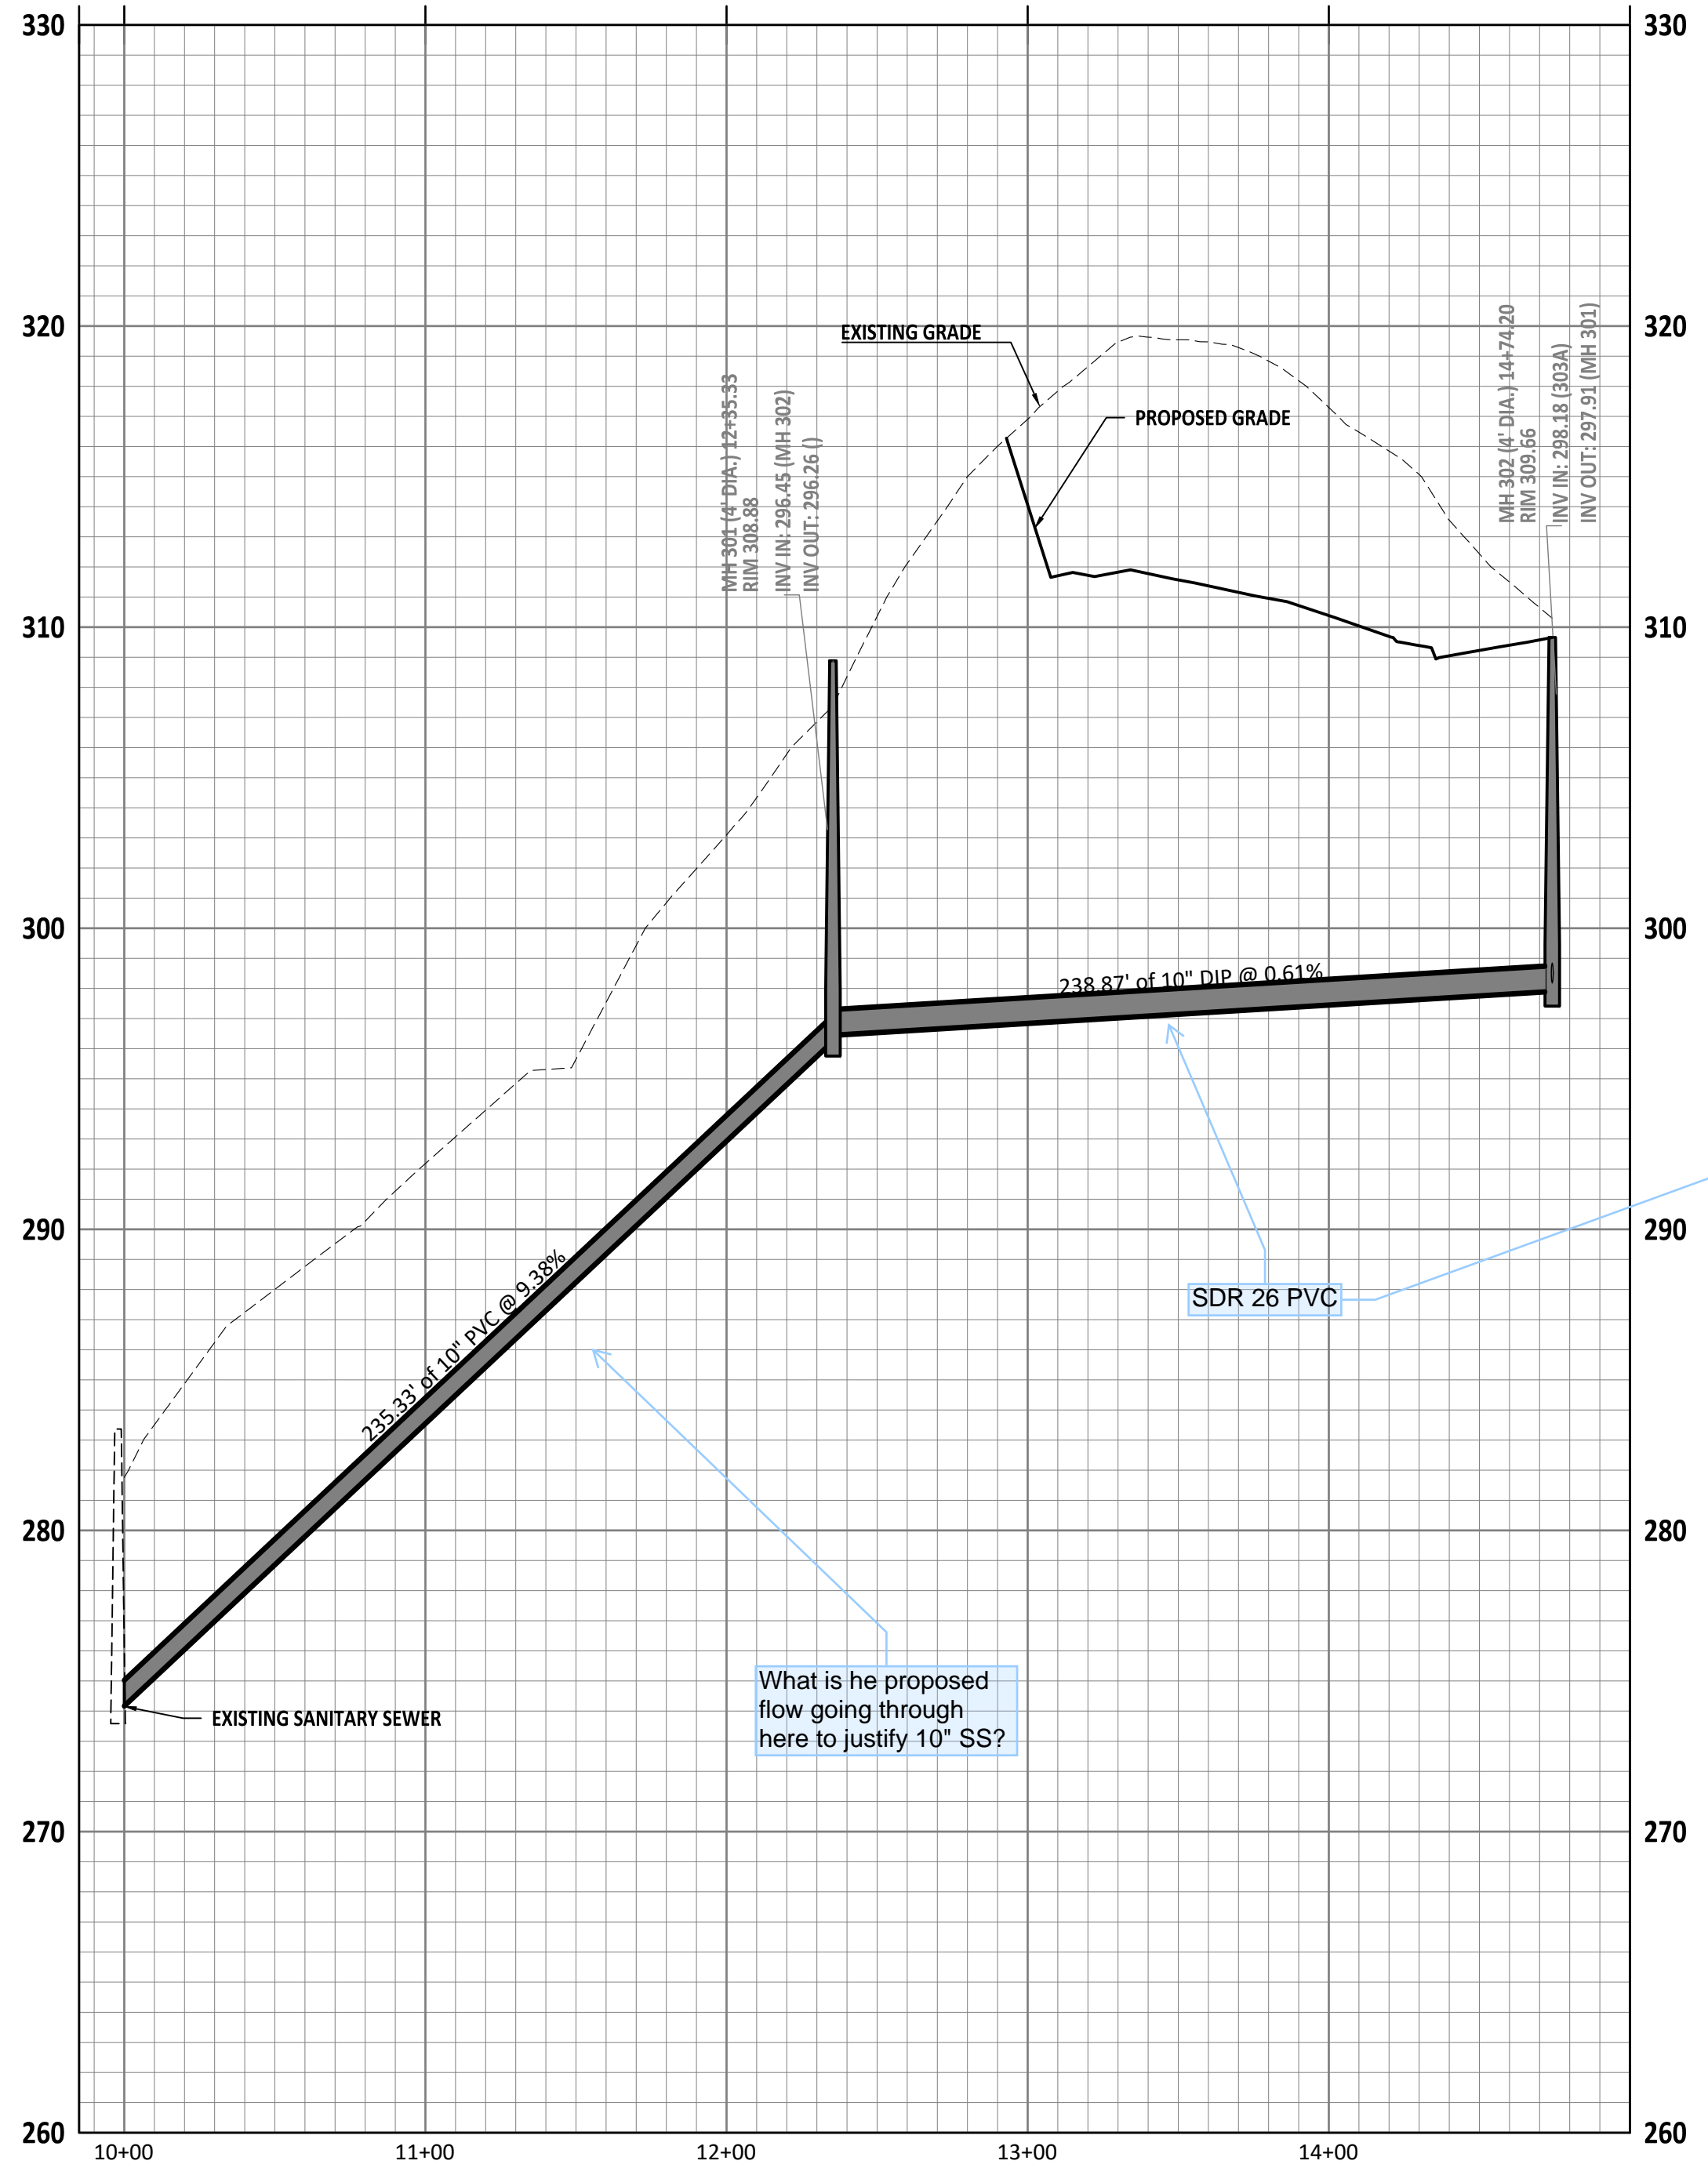 330
330
320
320
310
310
300
300
290
290
280
280
270
270
260
260
10+00
11+00
12+00
13+00
14+00
EXISTING GRADE
PROPOSED GRADE
MH 301 (4' DIA.) 12+35.33
RIM 308.88
INV IN: 296.45 (MH 302)
INV OUT: 296.26 ()
MH 302 (4' DIA.) 14+74.20
RIM 309.66
INV IN: 298.18 (303A)
INV OUT: 297.91 (MH 301)
238.87' of 10" DIP @ 0.61%
235.33' of 10" PVC @ 9.38%
SDR 26 PVC
What is he proposed
flow going through
here to justify 10" SS?
EXISTING SANITARY SEWER